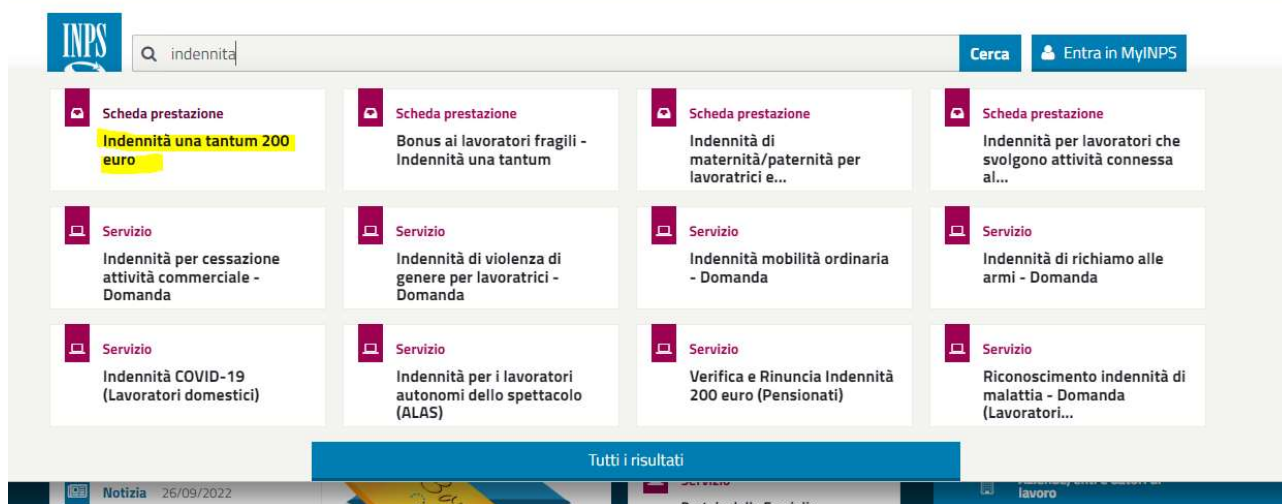 INPS
indennita
Cerca
Entra in MyINPS
Scheda prestazione
Indennità una tantum 200
euro
Scheda prestazione
Bonus ai lavoratori fragili -
Indennità una tantum
Scheda prestazione
Indennità di
maternità/paternità per
lavoratrici e...
Scheda prestazione
Indennità per lavoratori che
svolgono attività connessa
al...
Servizio
Indennità per cessazione
attività commerciale -
Domanda
Servizio
Indennità di violenza di
genere per lavoratrici -
Domanda
Servizio
Indennità mobilità ordinaria
- Domanda
Servizio
Indennità di richiamo alle
armi - Domanda
Servizio
Indennità COVID-19
(Lavoratori domestici)
Servizio
Indennità per i lavoratori
autonomi dello spettacolo
(ALAS)
Servizio
Verifica e Rinuncia Indennità
200 euro (Pensionati)
Servizio
Riconoscimento indennità di
malattia - Domanda
(Lavoratori...
Tutti i risultati
Notizia 26/09/2022
Servizio
lavoro